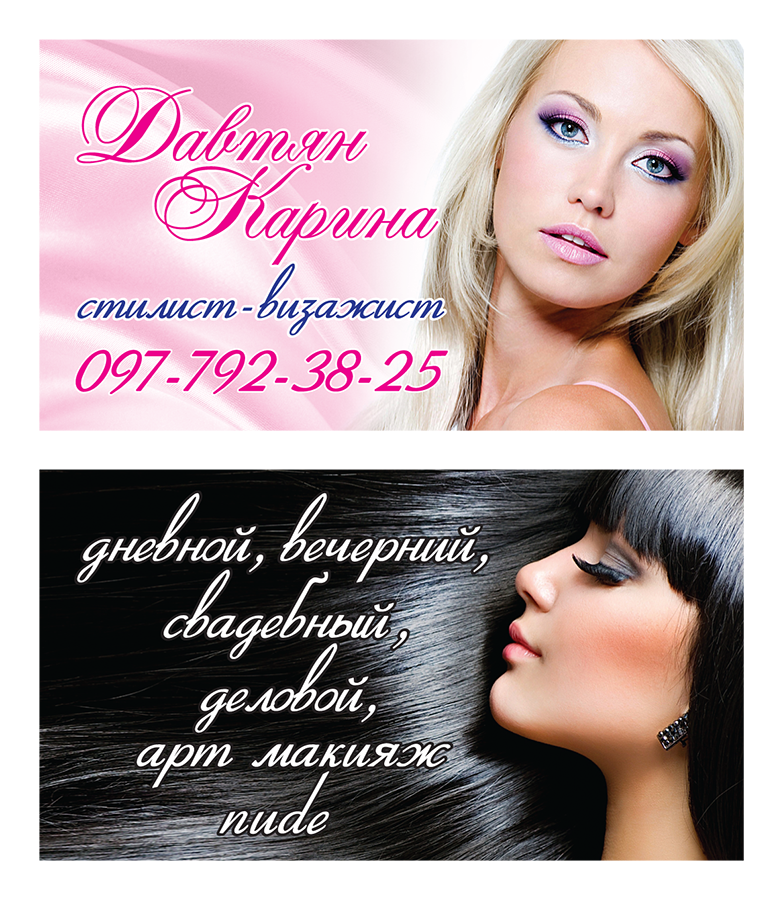 Давтян
Карина
стилист-визажист
097-792-38-25
дневной, вечерний,
свадебный,
деловой,
арт макияж
nude